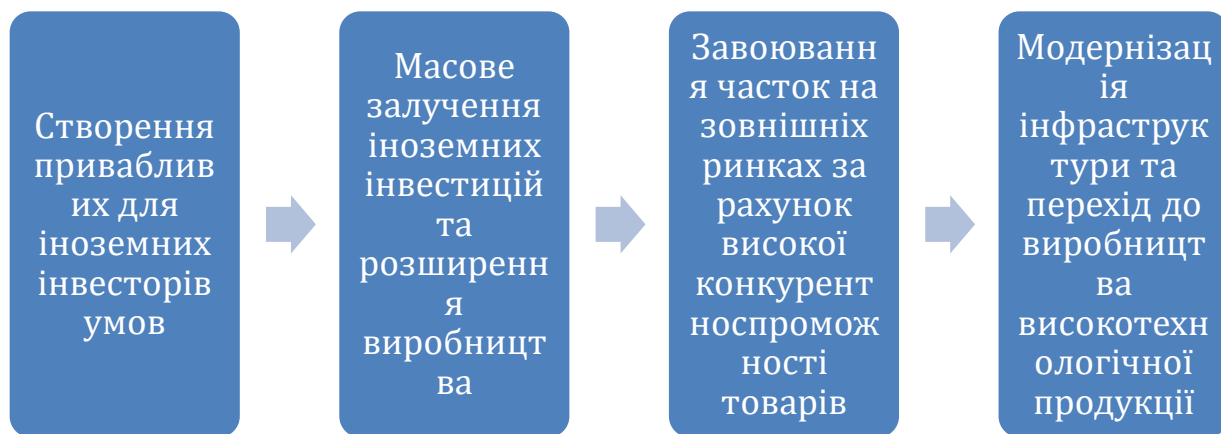 Створення
приваблив
их для
іноземних
інвесторів
умов
Масове
залучення
іноземних
інвестицій
та
розширенн
я
виробницт
ва
Завоюванн
я часток на
зовнішніх
ринках за
рахунок
високої
конкурент
носпромож
ності
товарів
Модернізац
ія
інфраструк
тури та
перехід до
виробницт
ва
високотехн
ологічної
продукції